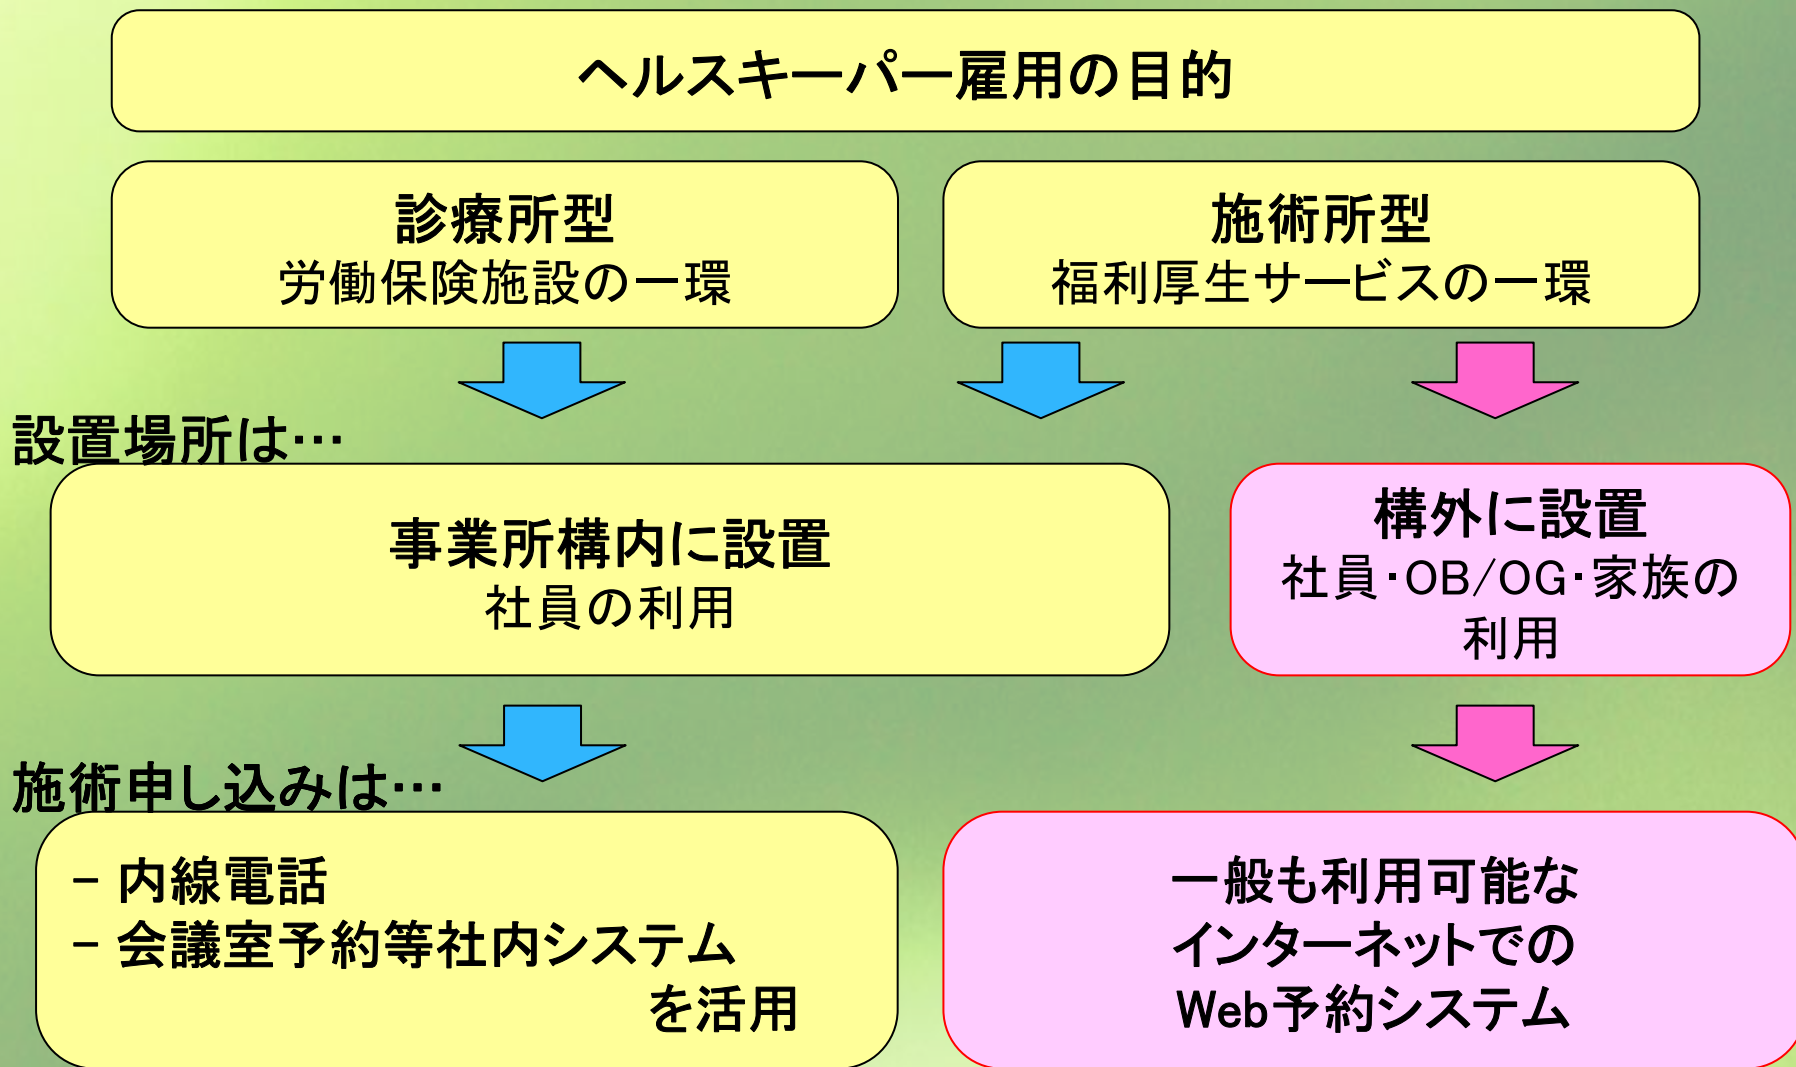 ヘルスキーパー雇用の目的
診療所型
労働保険施設の一環
施術所型
福利厚生サービスの一環
設置場所は…
事業所構内に設置
社員の利用
構外に設置
社員･OB/OG･家族の
利用
施術申し込みは…
− 内線電話
− 会議室予約等社内システム
を活用
一般も利用可能な
インターネットでの
Web予約システム